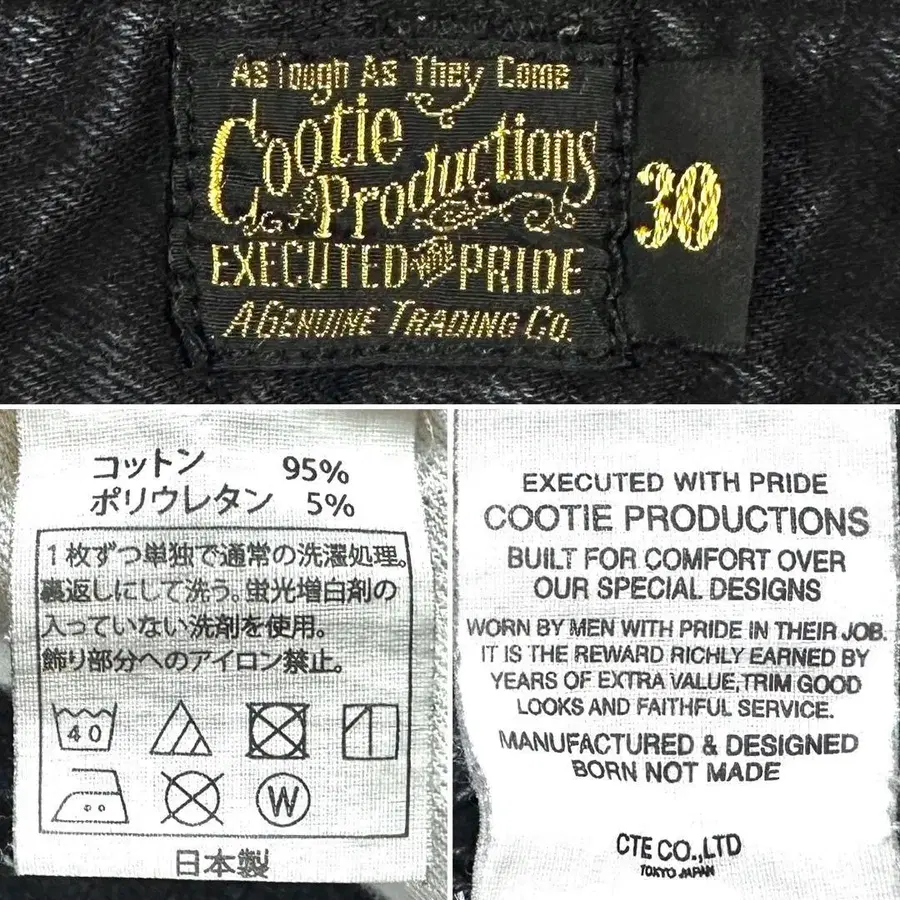 As Tough As They Come
Cootie
Productions
EXECUTED WITH PRIDE
A GENUINE TRADING CO.
30
コットン 95%
ポリウレタン 5%
1枚ずつ単独で通常の洗濯処理。
裏返しにして洗う。蛍光増白剤の
入っていない洗剤を使用。
飾り部分へのアイロン禁止。
40
W
日本製
EXECUTED WITH PRIDE
COOTIE PRODUCTIONS
BUILT FOR COMFORT OVER
OUR SPECIAL DESIGNS
WORN BY MEN WITH PRIDE IN THEIR JOB.
IT IS THE REWARD RICHLY EARNED BY
YEARS OF EXTRA VALUE,TRIM GOOD
LOOKS AND FAITHFUL SERVICE.
MANUFACTURED & DESIGNED
BORN NOT MADE
CTE CO.,LTD
TOKYO JAPAN